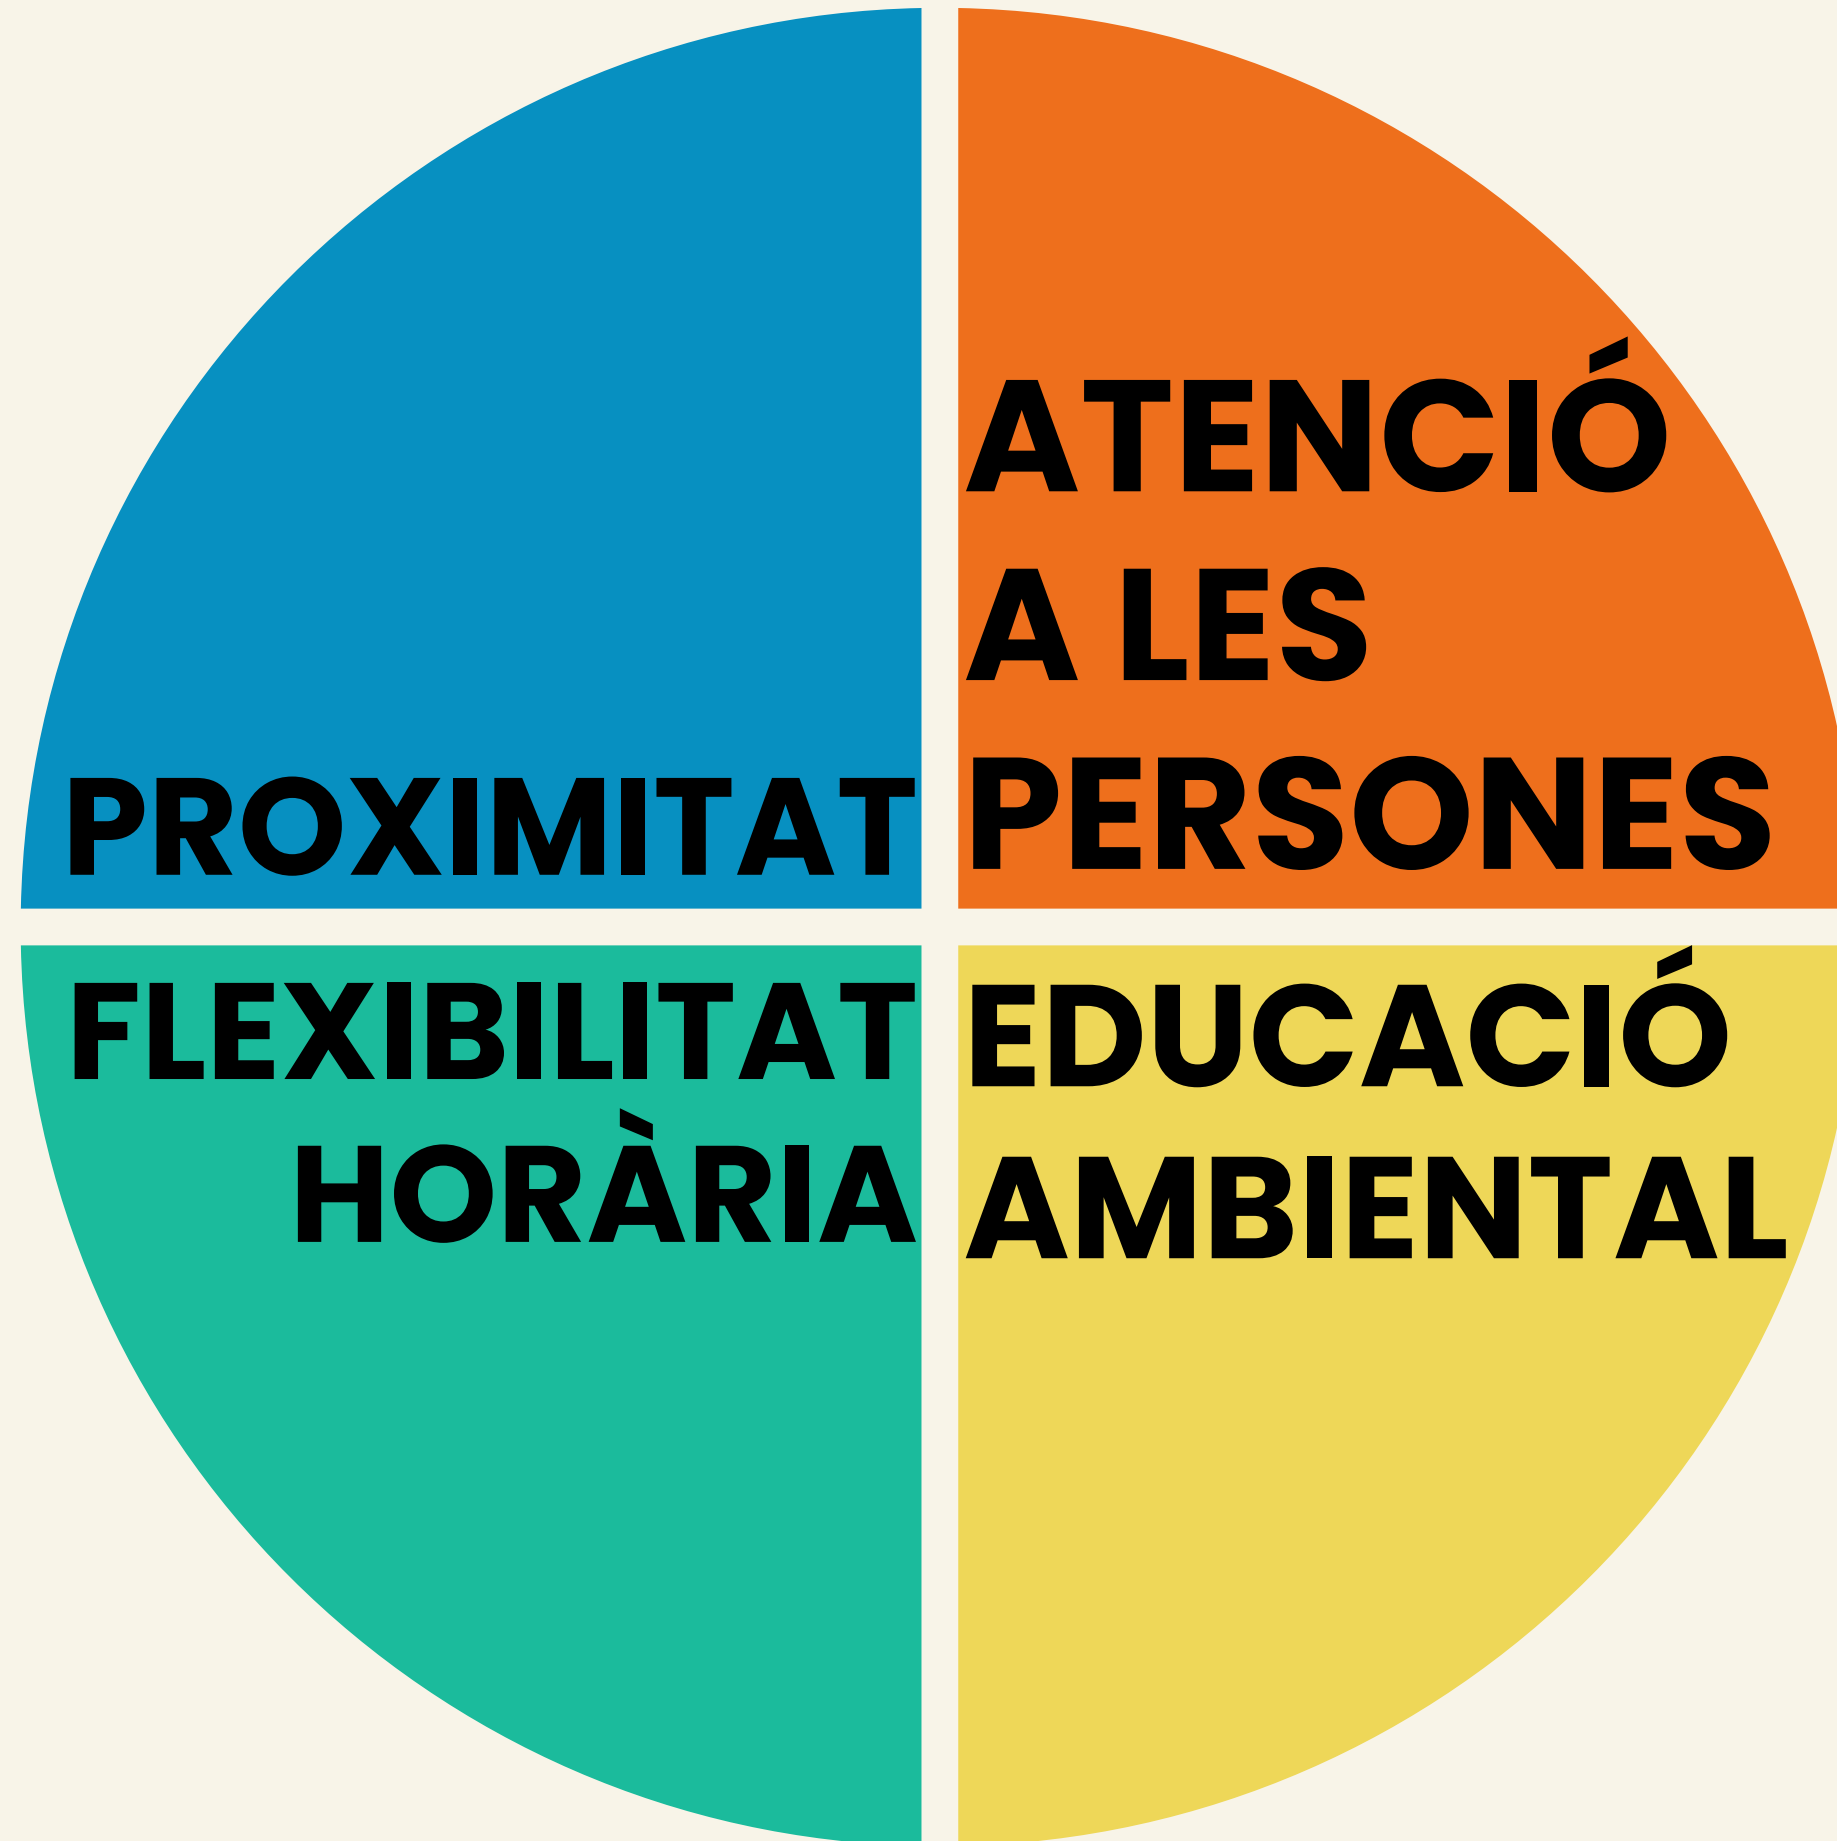 PROXIMITAT
ATENCIÓ
A LES
PERSONES
FLEXIBILITAT
HORÀRIA
EDUCACIÓ
AMBIENTAL